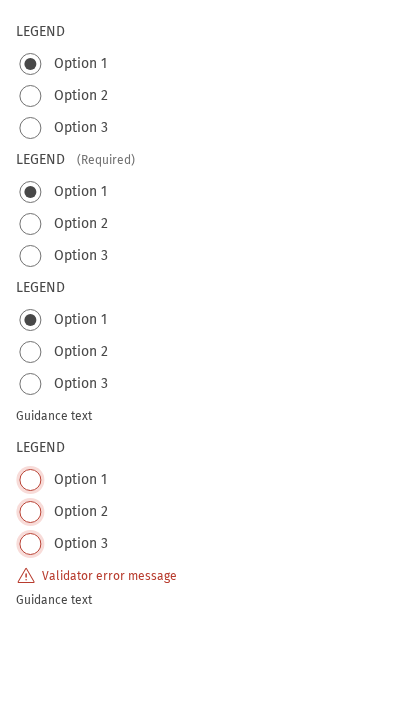 LEGEND
Option 1
Option 2
Option 3
LEGEND (Required)
Option 1
Option 2
Option 3
LEGEND
Option 1
Option 2
Option 3
Guidance text
LEGEND
Option 1
Option 2
Option 3
Validator error message
Guidance text